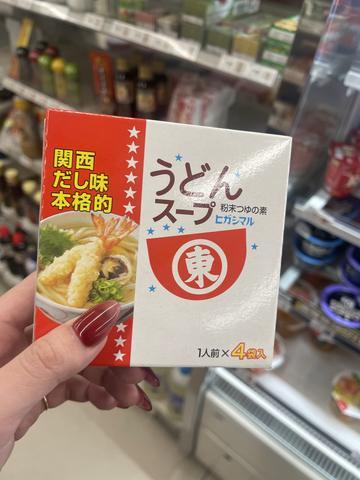 関西
だし味
本格的
うどん
スープ
粉末つゆの素
ヒガシマル
東
1人前×4袋入